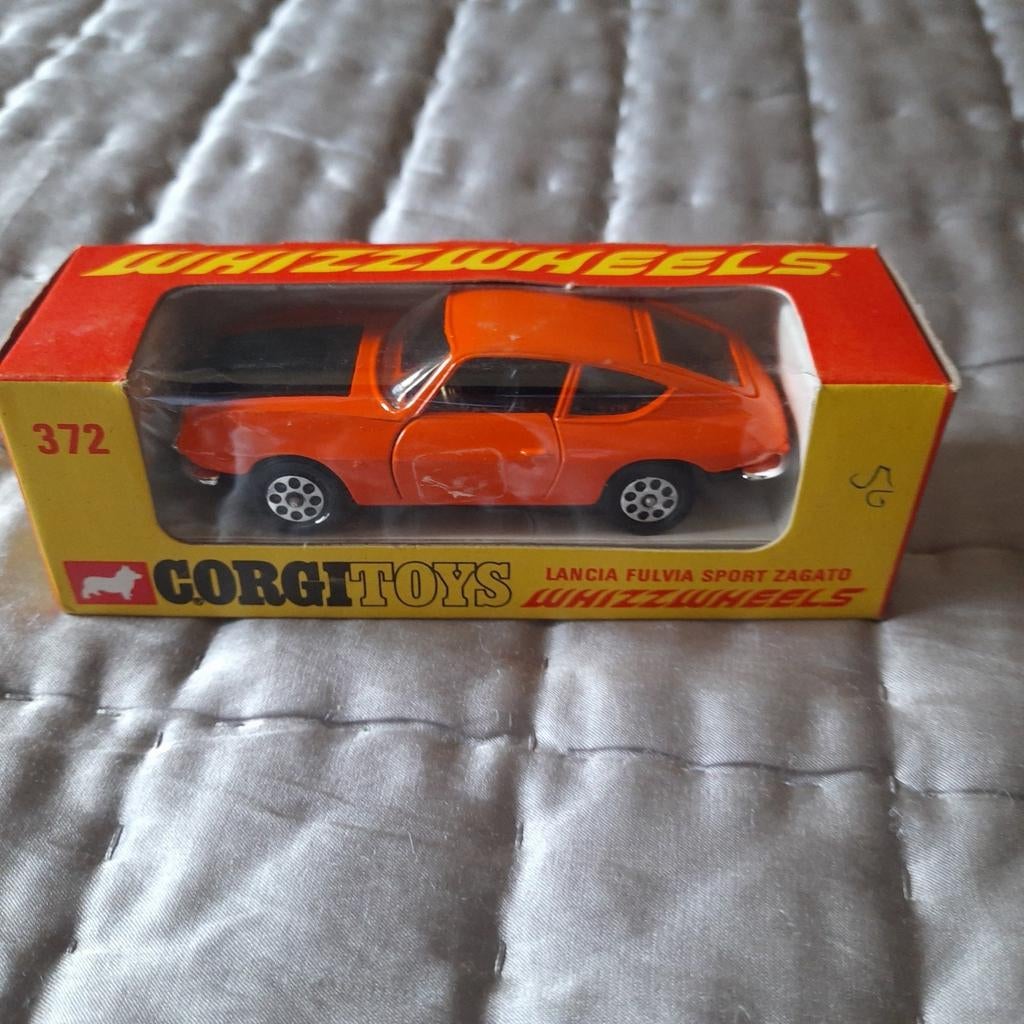 WHIZZWHEELS
372
CORGI TOYS
LANCIA FULVIA SPORT ZAGATO
WHIZZWHEELS